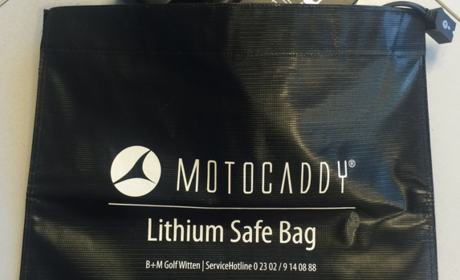 MOTOCADDY®
Lithium Safe Bag
B+M Golf Witten | ServiceHotline 0 23 02 / 9 14 08 88